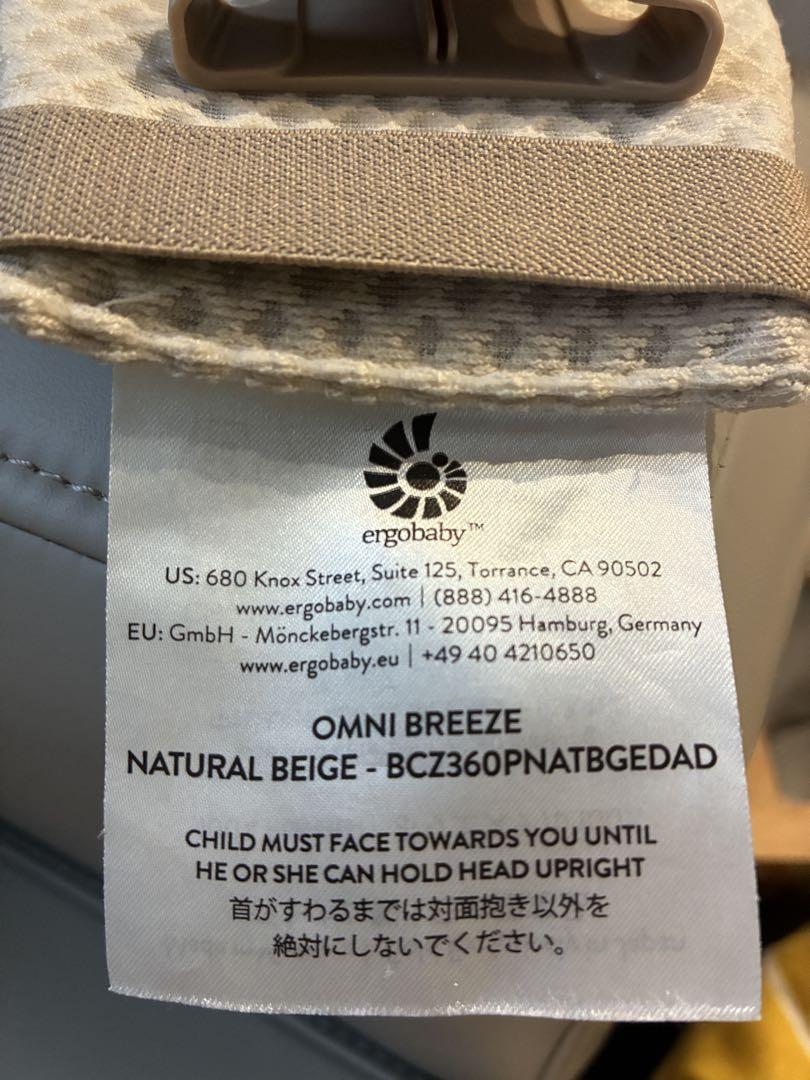 ergobaby™
US: 680 Knox Street, Suite 125, Torrance, CA 90502
www.ergobaby.com | (888) 416-4888
EU: GmbH - Mönckebergstr. 11 - 20095 Hamburg, Germany
www.ergobaby.eu | +49 40 4210650
OMNI BREEZE
NATURAL BEIGE - BCZ360PNATBGEDAD
CHILD MUST FACE TOWARDS YOU UNTIL
HE OR SHE CAN HOLD HEAD UPRIGHT
首がすわるまでは対面抱き以外を
絶対にしないでください。